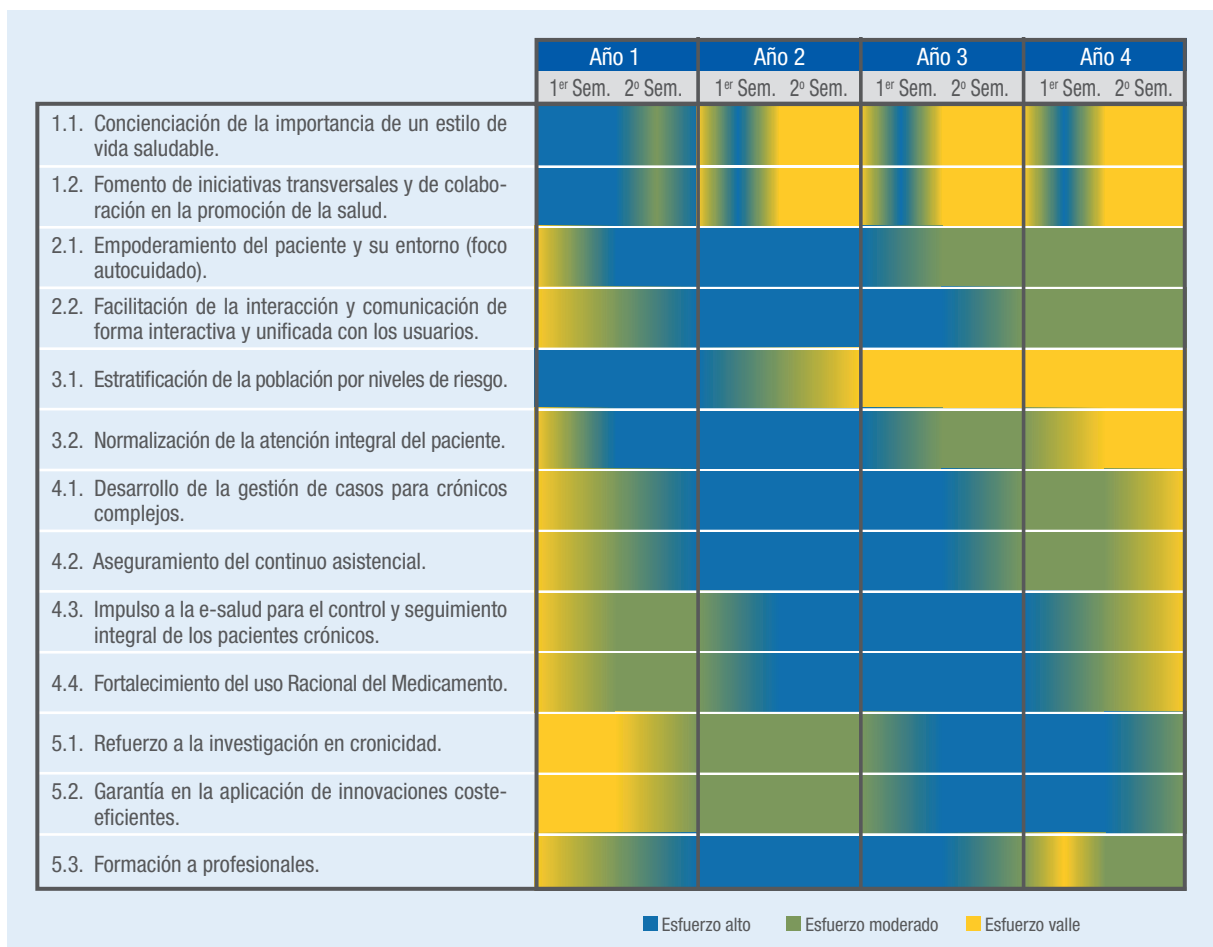 Año 1 Año 2 Año 3 Año 4
1er Sem. 2o Sem. 1er Sem. 2o Sem. 1er Sem. 2o Sem. 1er Sem. 2o Sem.
1.1. Concienciación de la importancia de un estilo de
vida saludable.
1.2. Fomento de iniciativas transversales y de colabo-
ración en la promoción de la salud.
2.1. Empoderamiento del paciente y su entorno (foco
autocuidado).
2.2. Facilitación de la interacción y comunicación de
forma interactiva y unificada con los usuarios.
3.1. Estratificación de la población por niveles de riesgo.
3.2. Normalización de la atención integral del paciente.
4.1. Desarrollo de la gestión de casos para crónicos
complejos.
4.2. Aseguramiento del continuo asistencial.
4.3. Impulso a la e-salud para el control y seguimiento
integral de los pacientes crónicos.
4.4. Fortalecimiento del uso Racional del Medicamento.
5.1. Refuerzo a la investigación en cronicidad.
5.2. Garantía en la aplicación de innovaciones coste-
eficientes.
5.3. Formación a profesionales.
Esfuerzo alto Esfuerzo moderado Esfuerzo valle